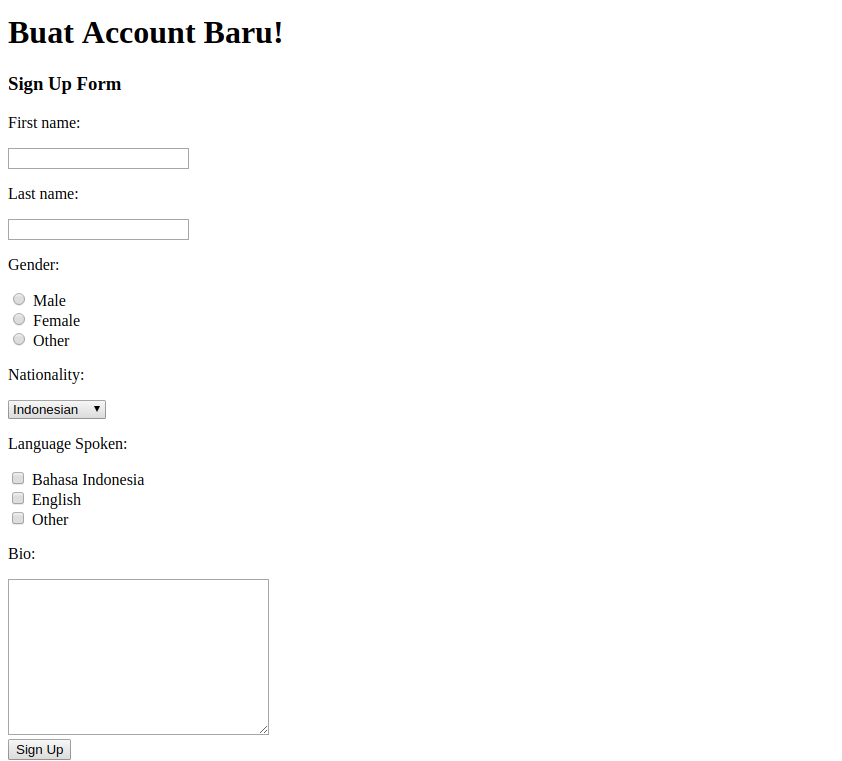 Buat Account Baru!
Sign Up Form
First name:
Last name:
Gender:
Male
Female
Other
Nationality:
Indonesian
Language Spoken:
Bahasa Indonesia
English
Other
Bio:
Sign Up